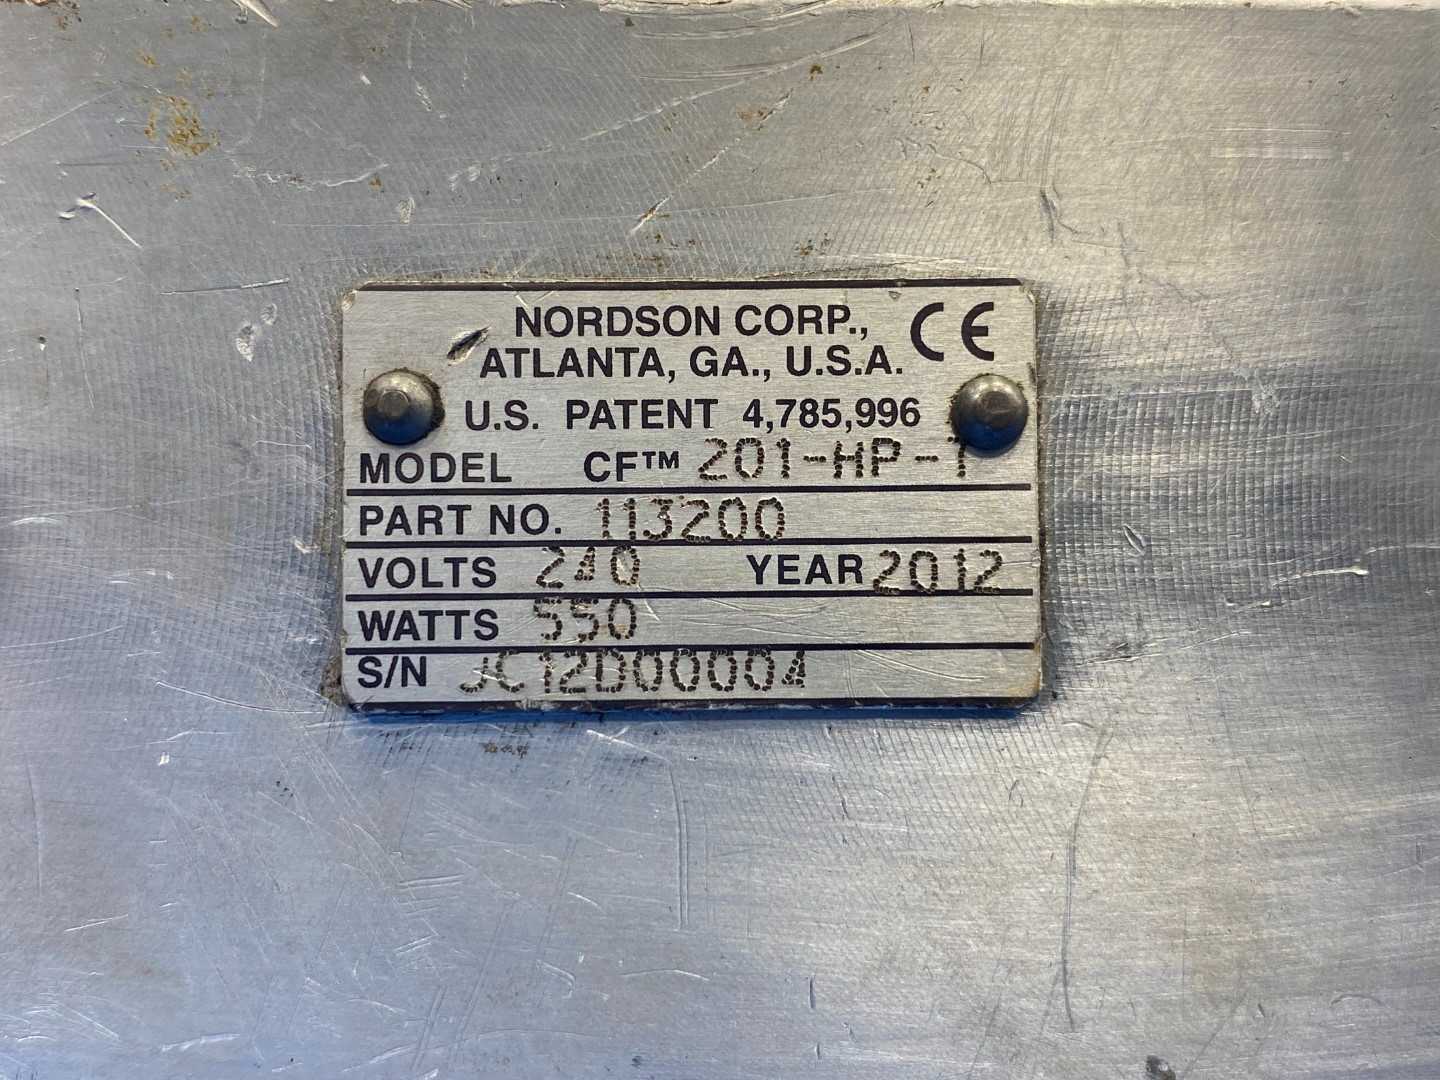 NORDSON CORP., CE
ATLANTA, GA., U.S.A.
U.S. PATENT 4,785,996
MODEL CF™ 201-HP-T
PART NO. 113200
VOLTS 240 YEAR 2012
WATTS 550
S/N JC12D00004